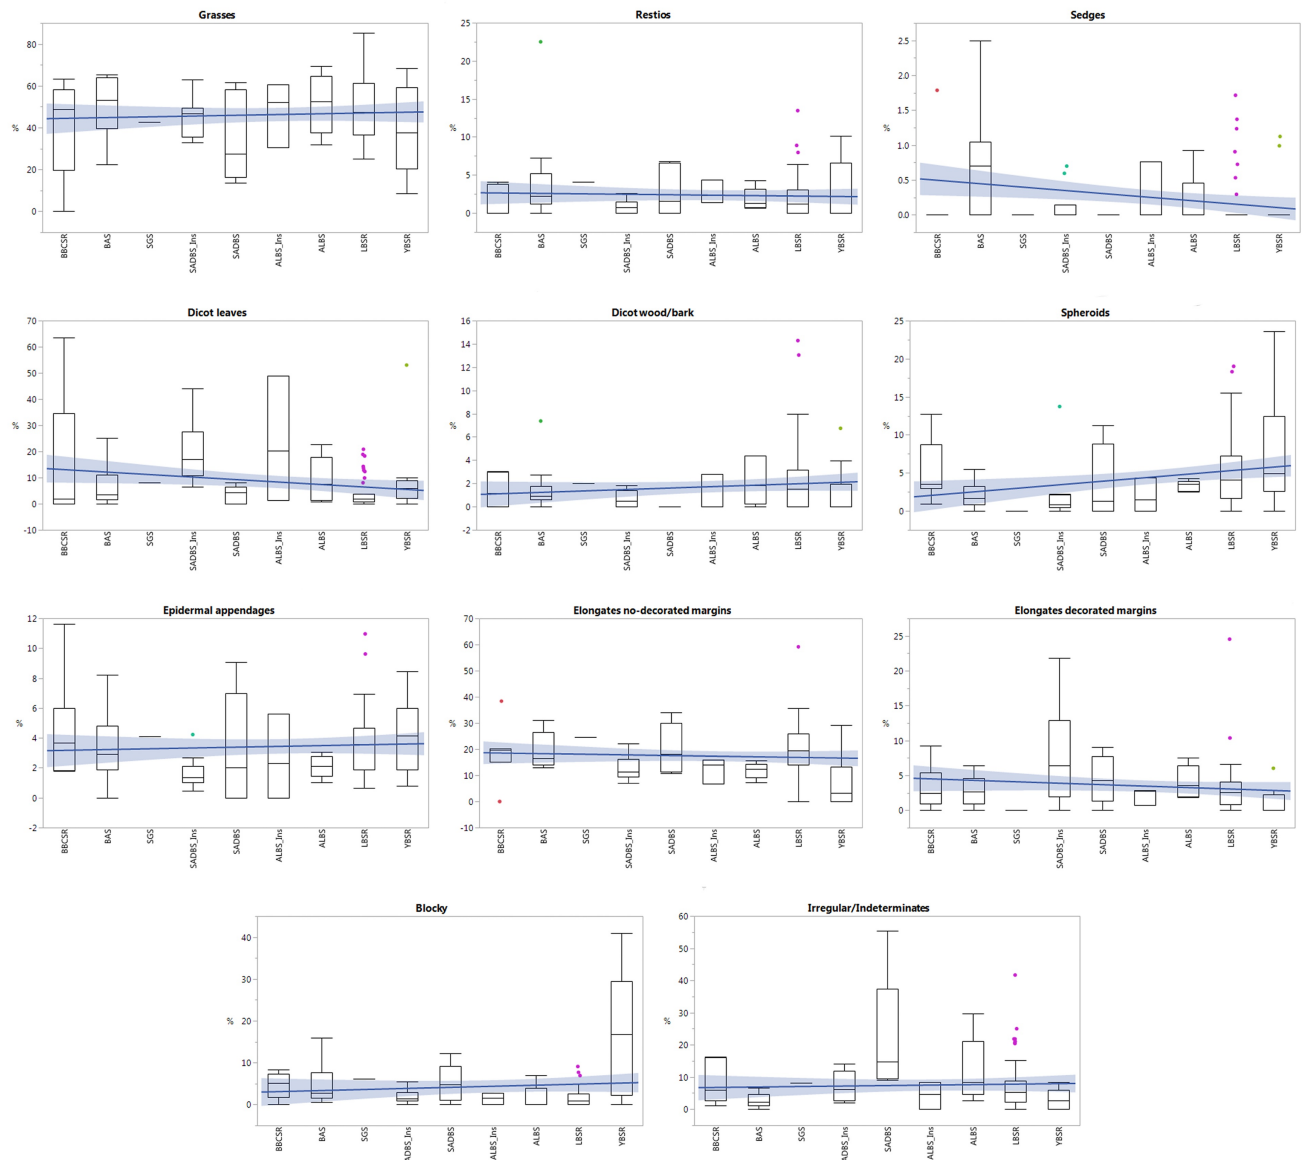 Grasses
Restios
Sedges
80
60
40
20
0
%
BBCSR
BAS
SGS
SADBS_Ins
SADBS
ALBS_Ins
ALBS
LBSR
YBSR
25
20
15
10
5
0
%
BBCSR
BAS
SGS
SADBS_Ins
SADBS
ALBS_Ins
ALBS
LBSR
YBSR
2.5
2.0
1.5
1.0
0.5
0.0
%
BBCSR
BAS
SGS
SADBS_Ins
SADBS
ALBS_Ins
ALBS
LBSR
YBSR
Dicot leaves
Dicot wood/bark
Spheroids
70
60
50
40
30
20
10
0
-10
%
BBCSR
BAS
SGS
SADBS_Ins
SADBS
ALBS_Ins
ALBS
LBSR
YBSR
16
14
12
10
8
6
4
2
0
-2
%
BBCSR
BAS
SGS
SADBS_Ins
SADBS
ALBS_Ins
ALBS
LBSR
YBSR
25
20
15
10
5
0
%
BBCSR
BAS
SGS
SADBS_Ins
SADBS
ALBS_Ins
ALBS
LBSR
YBSR
Epidermal appendages
Elongates no-decorated margins
Elongates decorated margins
12
10
8
6
4
2
0
-2
%
BBCSR
BAS
SGS
SADBS_Ins
SADBS
ALBS_Ins
ALBS
LBSR
YBSR
70
60
50
40
30
20
10
0
-10
%
BBCSR
BAS
SGS
SADBS_Ins
SADBS
ALBS_Ins
ALBS
LBSR
YBSR
25
20
15
10
5
0
%
BBCSR
BAS
SGS
SADBS_Ins
SADBS
ALBS_Ins
ALBS
LBSR
YBSR
Blocky
Irregular/Indeterminates
40
30
20
10
0
%
BBCSR
BAS
SGS
SADBS_Ins
SADBS
ALBS_Ins
ALBS
LBSR
YBSR
60
50
40
30
20
10
0
%
BBCSR
BAS
SGS
SADBS_Ins
SADBS
ALBS_Ins
ALBS
LBSR
YBSR